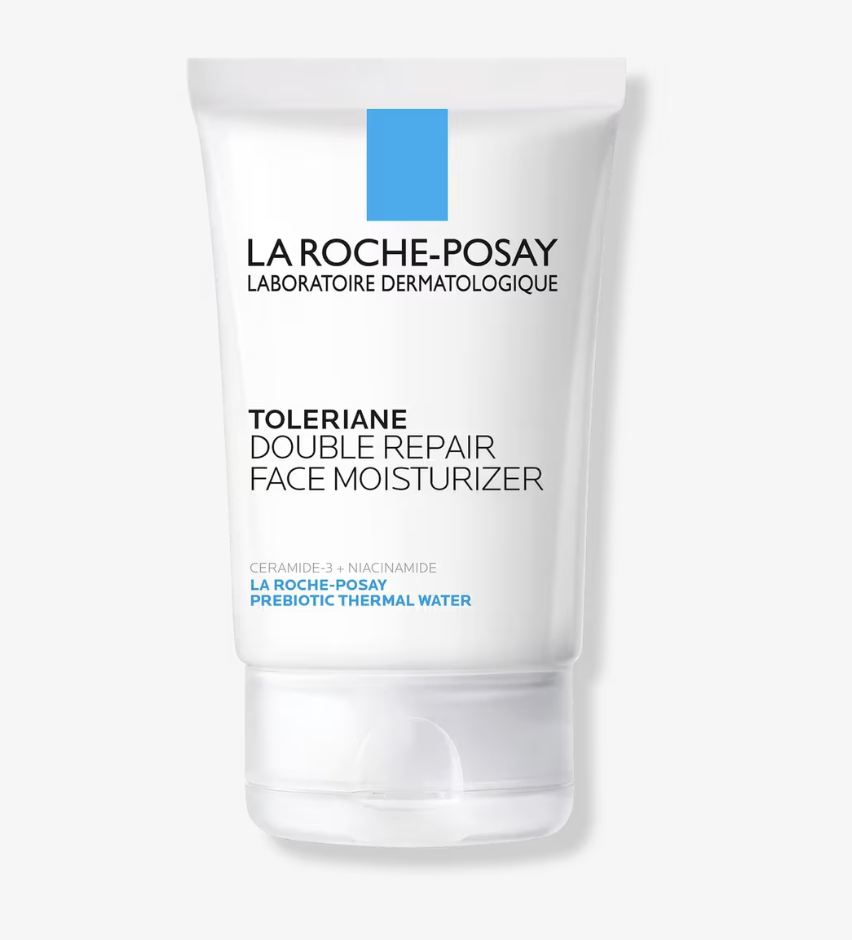 LA ROCHE-POSAY
LABORATOIRE DERMATOLOGIQUE
TOLERIANE
DOUBLE REPAIR
FACE MOISTURIZER
CERAMIDE-3 + NIACINAMIDE
LA ROCHE-POSAY
PREBIOTIC THERMAL WATER